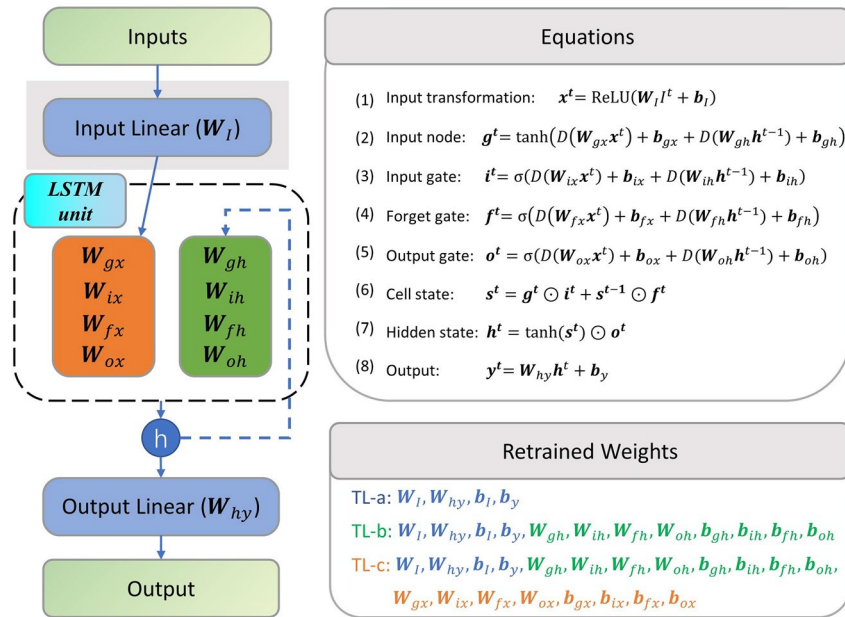 Inputs
Input Linear (W_I)
LSTM
unit
W_gx
W_ix
W_fx
W_ox
W_gh
W_ih
W_fh
W_oh
h
Output Linear (W_hy)
Output
Equations
(1) Input transformation: x^t= ReLU(W_I I^t + b_I)
(2) Input node: g^t= tanh(D(W_gx x^t) + b_gx + D(W_gh h^{t−1}) + b_gh)
(3) Input gate: i^t= σ(D(W_ix x^t) + b_ix + D(W_ih h^{t−1}) + b_ih)
(4) Forget gate: f^t= σ(D(W_fx x^t) + b_fx + D(W_fh h^{t−1}) + b_fh)
(5) Output gate: o^t = σ(D(W_ox x^t) + b_ox + D(W_oh h^{t−1}) + b_oh)
(6) Cell state: s^t = g^t ⊙ i^t + s^{t−1} ⊙ f^t
(7) Hidden state: h^t = tanh(s^t) ⊙ o^t
(8) Output: y^t= W_hy h^t + b_y
Retrained Weights
TL-a: W_I, W_hy, b_I, b_y
TL-b: W_I, W_hy, b_I, b_y, W_gh, W_ih, W_fh, W_oh, b_gh, b_ih, b_fh, b_oh
TL-c: W_I, W_hy, b_I, b_y, W_gh, W_ih, W_fh, W_oh, b_gh, b_ih, b_fh, b_oh,
W_gx, W_ix, W_fx, W_ox, b_gx, b_ix, b_fx, b_ox